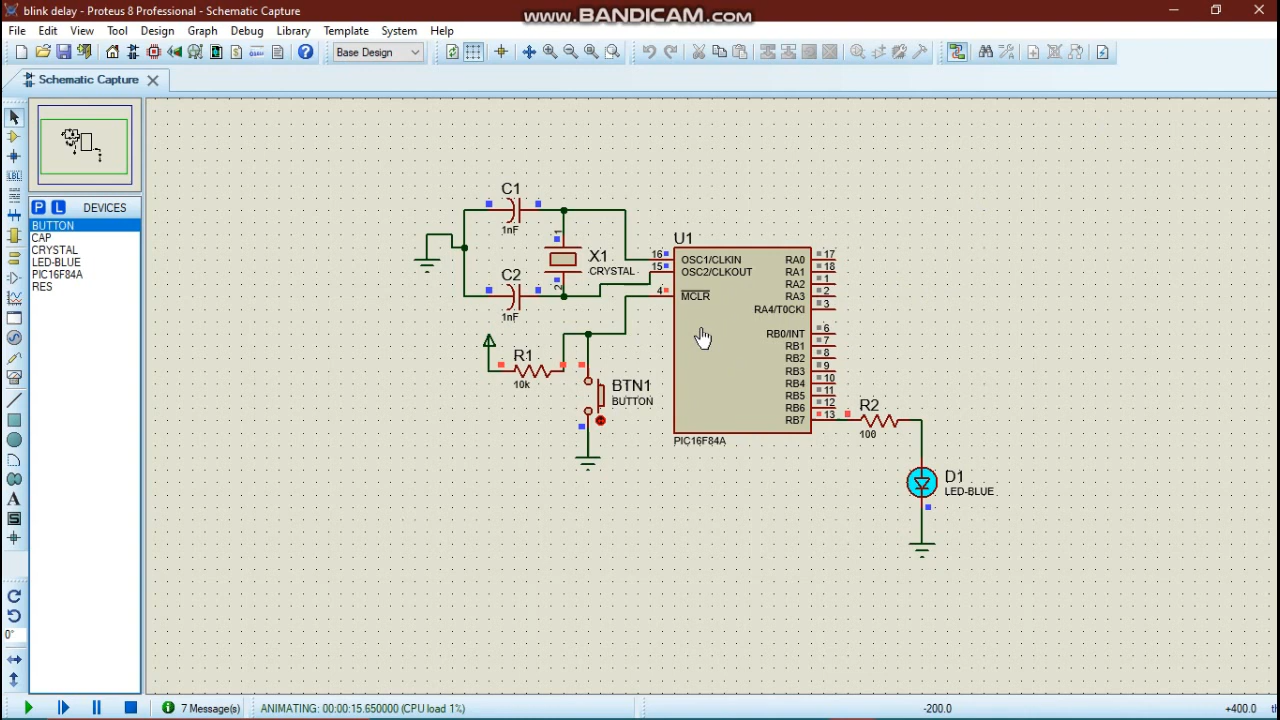 blink delay - Proteus 8 Professional - Schematic Capture
www.BANDICAM.com
File Edit View Tool Design Graph Debug Library Template System Help
Base Design
Schematic Capture
P L DEVICES
BUTTON
CAP
CRYSTAL
LED-BLUE
PIC16F84A
RES
LBL
A
S
0°
C1
1nF
C2
1nF
X1
CRYSTAL
1
2
R1
10k
BTN1
BUTTON
U1
16 OSC1/CLKIN
15 OSC2/CLKOUT
4 MCLR
RA0 17
RA1 18
RA2 1
RA3 2
RA4/T0CKI 3
RB0/INT 6
RB1 7
RB2 8
RB3 9
RB4 10
RB5 11
RB6 12
RB7 13
PIC16F84A
R2
100
D1
LED-BLUE
7 Message(s) ANIMATING: 00:00:15.650000 (CPU load 1%) -200.0 +400.0 th